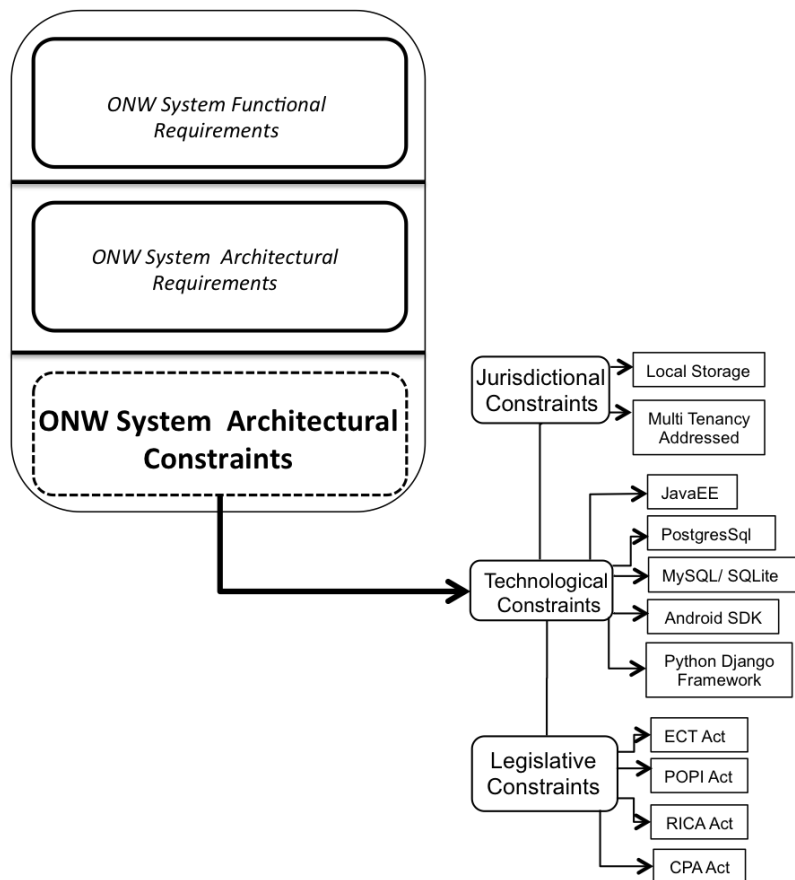 ONW System Functional
Requirements
ONW System Architectural
Requirements
ONW System Architectural
Constraints
Jurisdictional
Constraints
Local Storage
Multi Tenancy
Addressed
Technological
Constraints
JavaEE
PostgresSql
MySQL/ SQLite
Android SDK
Python Django
Framework
Legislative
Constraints
ECT Act
POPI Act
RICA Act
CPA Act